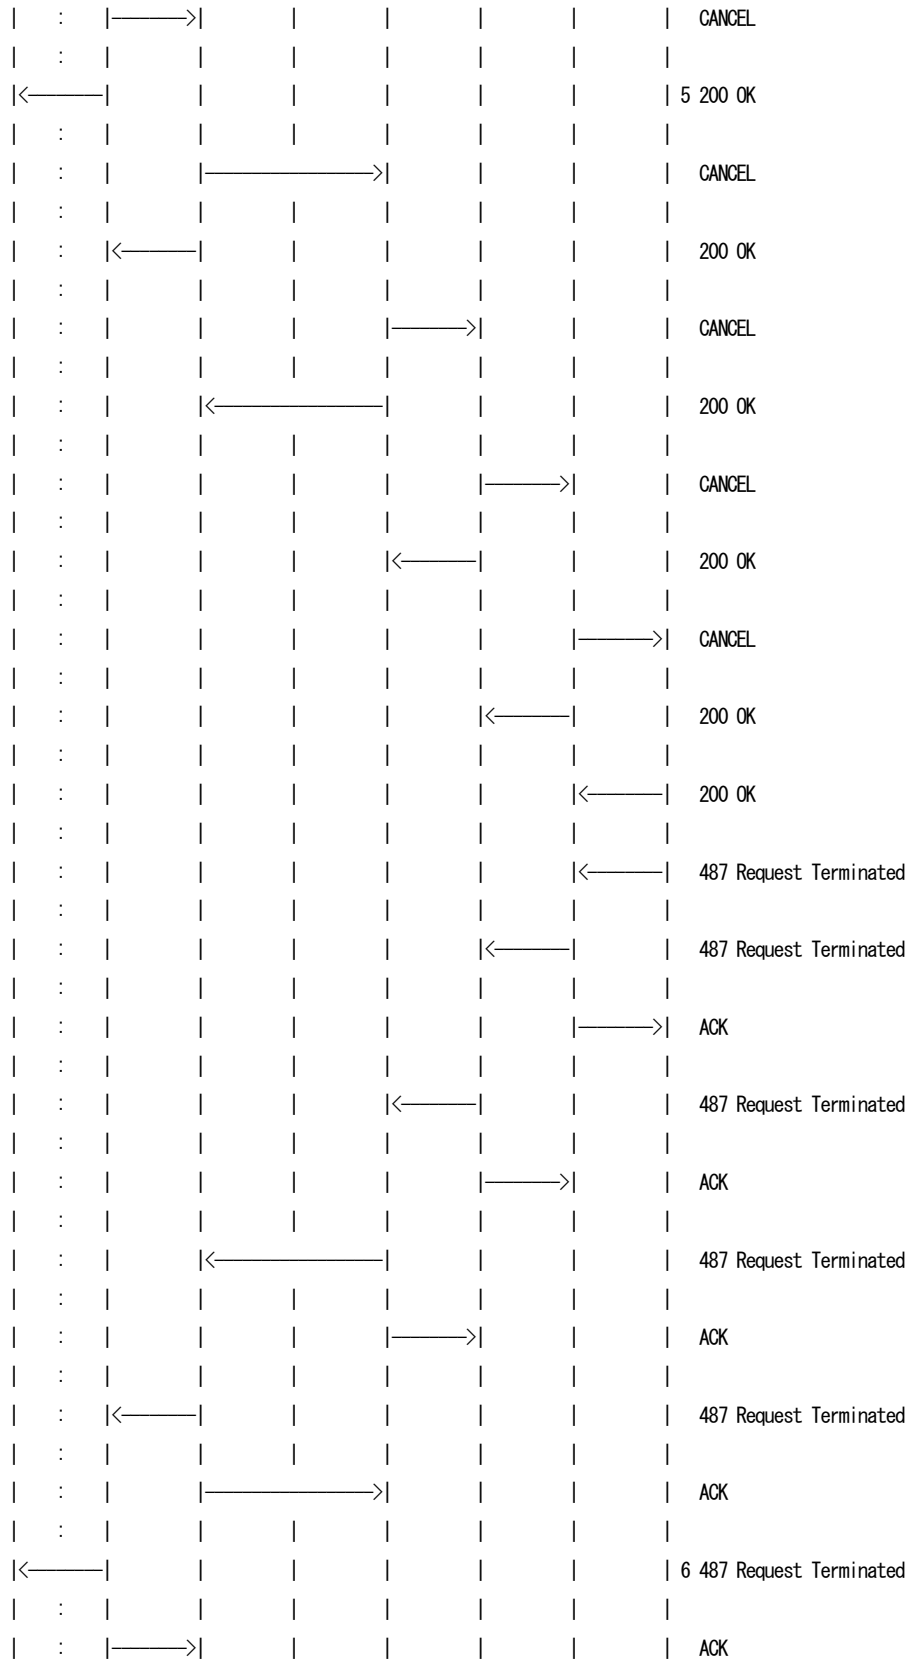 CANCEL
5 200 OK
CANCEL
200 OK
CANCEL
200 OK
CANCEL
200 OK
CANCEL
200 OK
200 OK
487 Request Terminated
487 Request Terminated
ACK
487 Request Terminated
ACK
487 Request Terminated
ACK
487 Request Terminated
ACK
6 487 Request Terminated
ACK